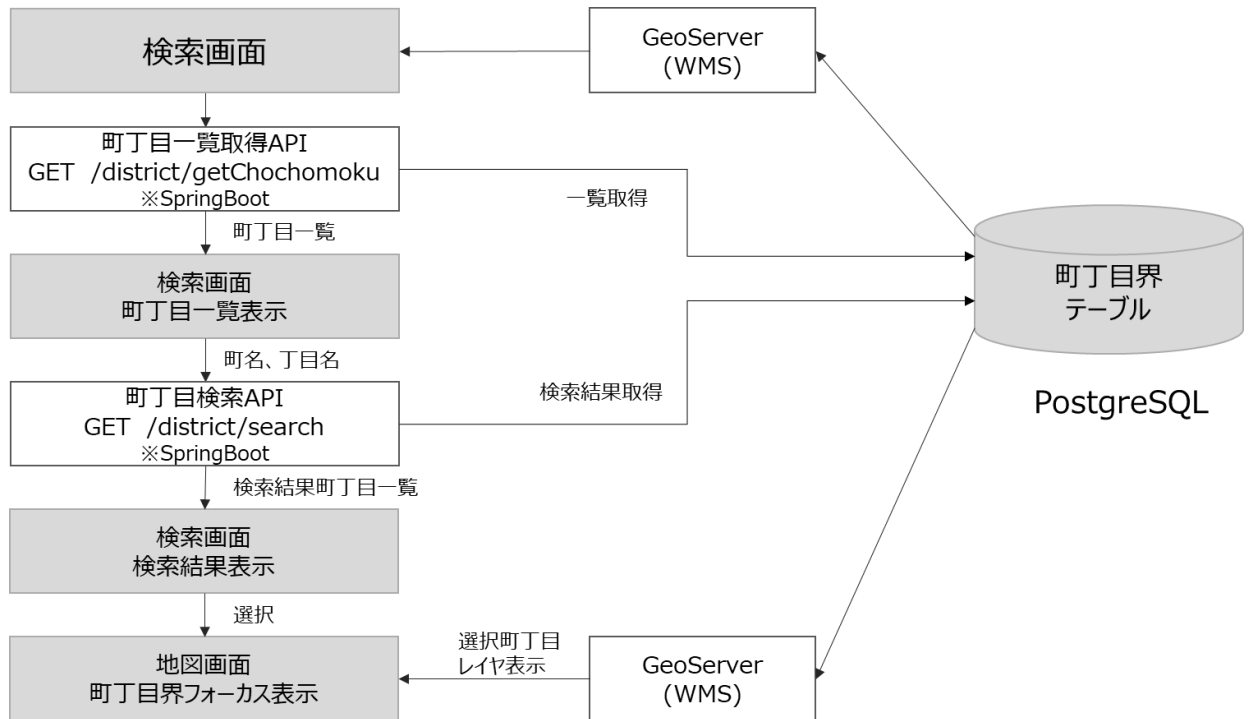 検索画面
GeoServer
(WMS)
町丁目一覧取得API
GET /district/getChochomoku
※SpringBoot
一覧取得
町丁目一覧
検索画面
町丁目一覧表示
町丁目界
テーブル
町名、丁目名
町丁目検索API
GET /district/search
※SpringBoot
検索結果取得
PostgreSQL
検索結果町丁目一覧
検索画面
検索結果表示
選択
地図画面
町丁目界フォーカス表示
選択町丁目
レイヤ表示
GeoServer
(WMS)